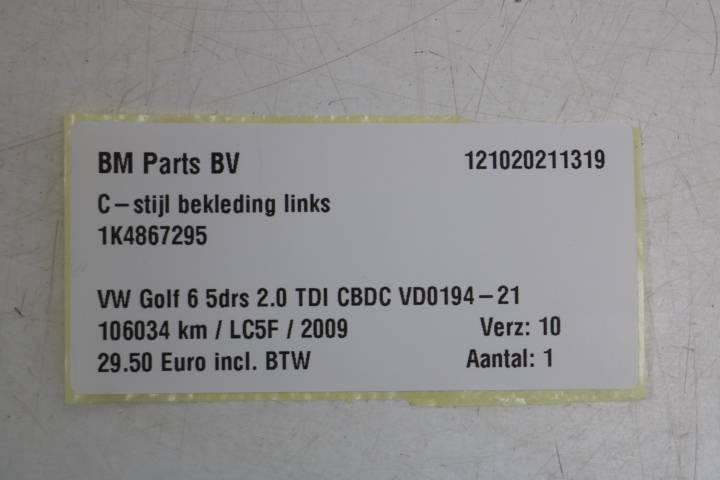 BM Parts BV 121020211319
C-stijl bekleding links
1K4867295
VW Golf 6 5drs 2.0 TDI CBDC VD0194-21
106034 km / LC5F / 2009 Verz: 10
29.50 Euro incl. BTW Aantal: 1